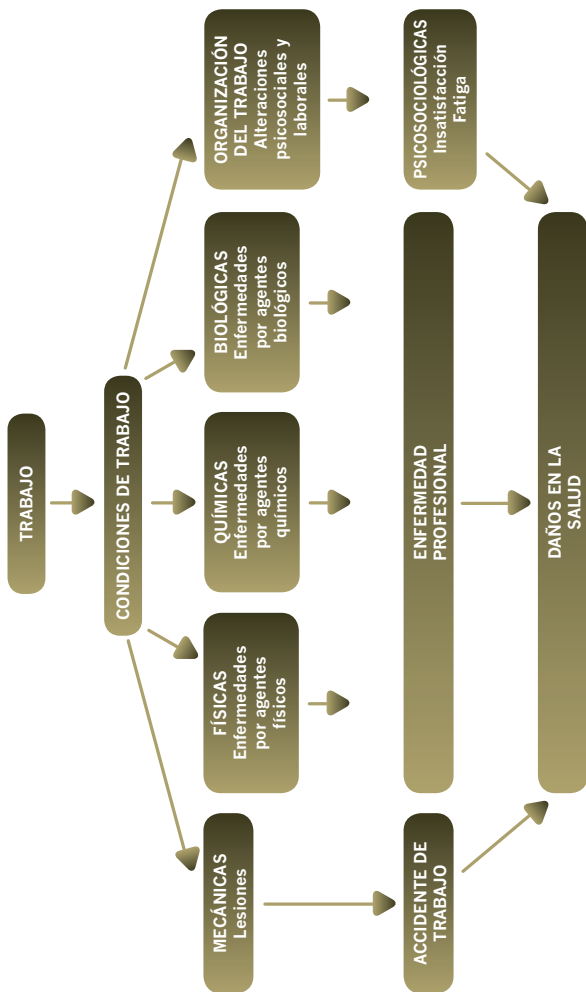 TRABAJO
CONDICIONES DE TRABAJO
MECÁNICAS
Lesiones
FÍSICAS
Enfermedades
por agentes
físicos
QUÍMICAS
Enfermedades
por agentes
químicos
BIOLÓGICAS
Enfermedades
por agentes
biológicos
ORGANIZACIÓN
DEL TRABAJO
Alteraciones
psicosociales y
laborales
ACCIDENTE DE
TRABAJO
ENFERMEDAD
PROFESIONAL
PSICOSOCIOLÓGICAS
Insatisfacción
Fatiga
DAÑOS EN LA
SALUD